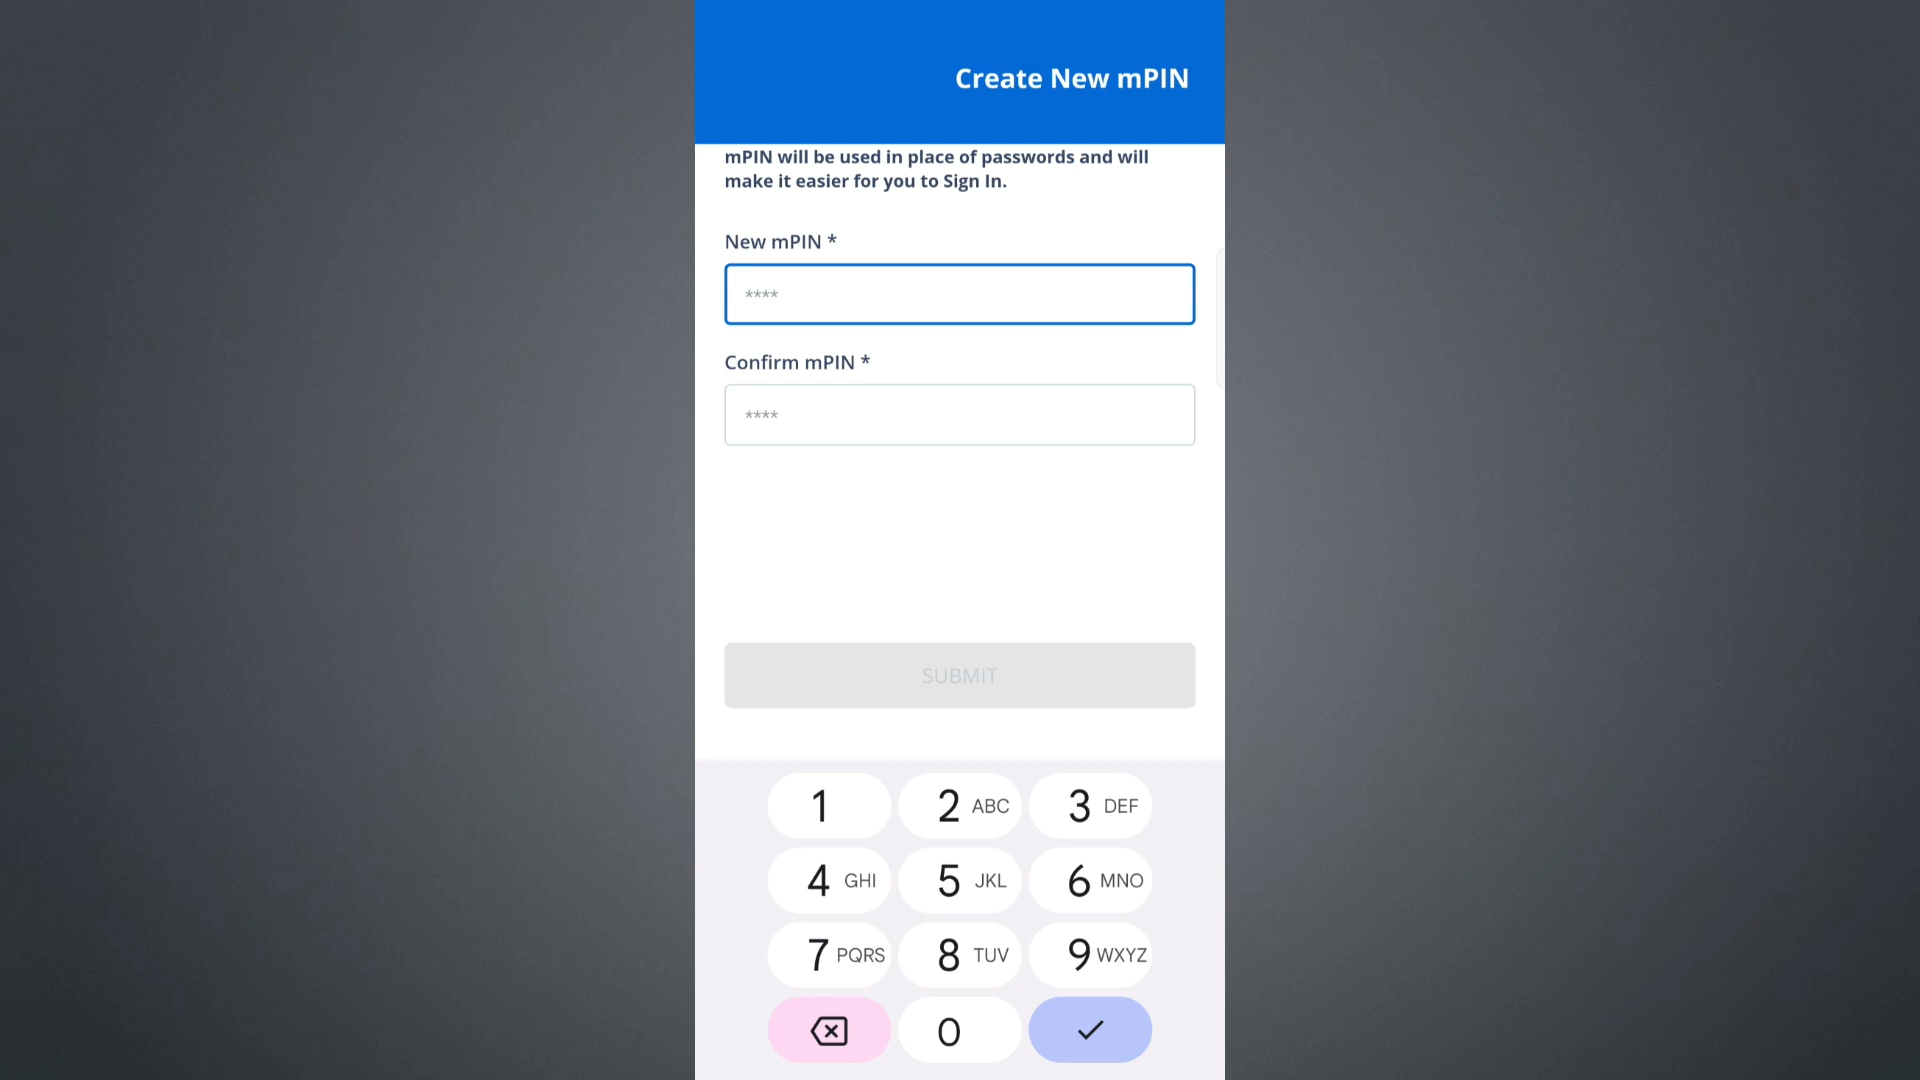 Create New mPIN
mPIN will be used in place of passwords and will
make it easier for you to Sign In.
New mPIN *
****
Confirm mPIN *
****
SUBMIT
1
2 ABC
3 DEF
4 GHI
5 JKL
6 MNO
7 PQRS
8 TUV
9 WXYZ
0